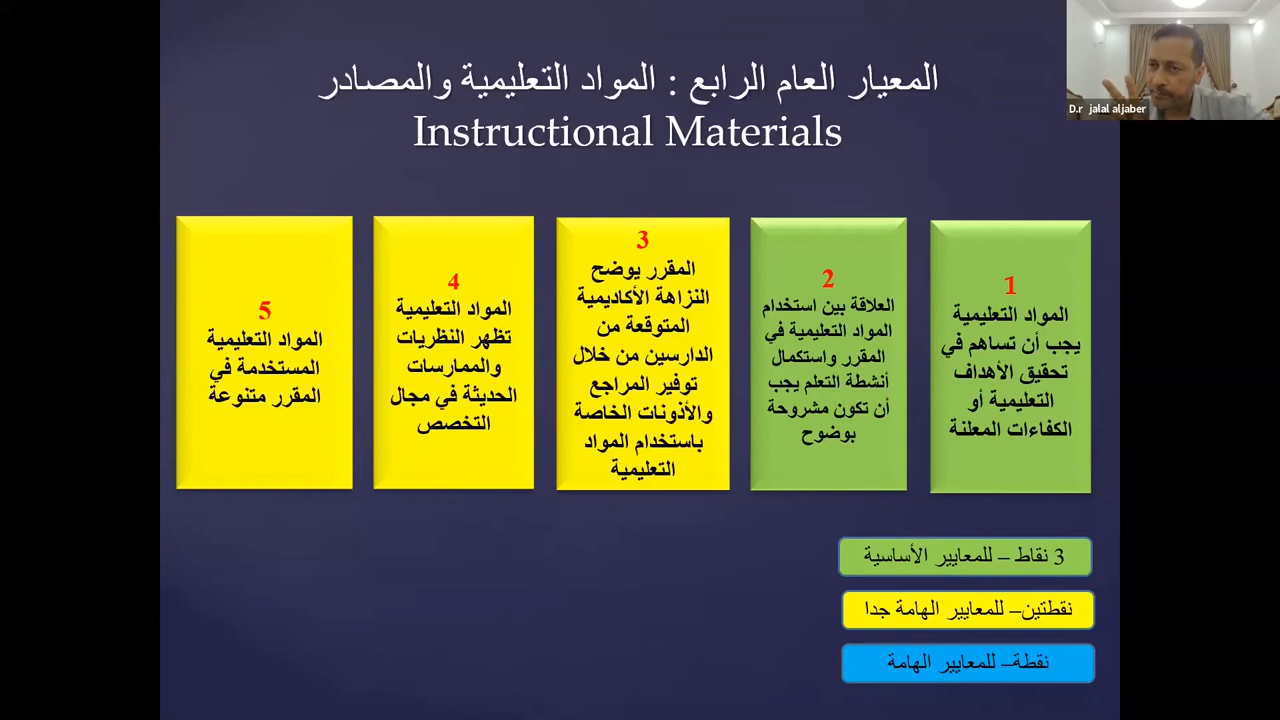 المعيار العام الرابع : المواد التعليمية والمصادر
Instructional Materials
D.r jalal aljaber
1
المواد التعليمية
يجب أن تساهم في
تحقيق الأهداف
التعليمية أو
الكفاءات المعلنة
2
العلاقة بين استخدام
المواد التعليمية في
المقرر واستكمال
أنشطة التعلم يجب
أن تكون مشروحة
بوضوح
3
المقرر يوضح
النزاهة الأكاديمية
المتوقعة من
الدارسين من خلال
توفير المراجع
والأذونات الخاصة
باستخدام المواد
التعليمية
4
المواد التعليمية
تظهر النظريات
والممارسات
الحديثة في مجال
التخصص
5
المواد التعليمية
المستخدمة في
المقرر متنوعة
3 نقاط – للمعايير الأساسية
نقطتين– للمعايير الهامة جدا
نقطة– للمعايير الهامة